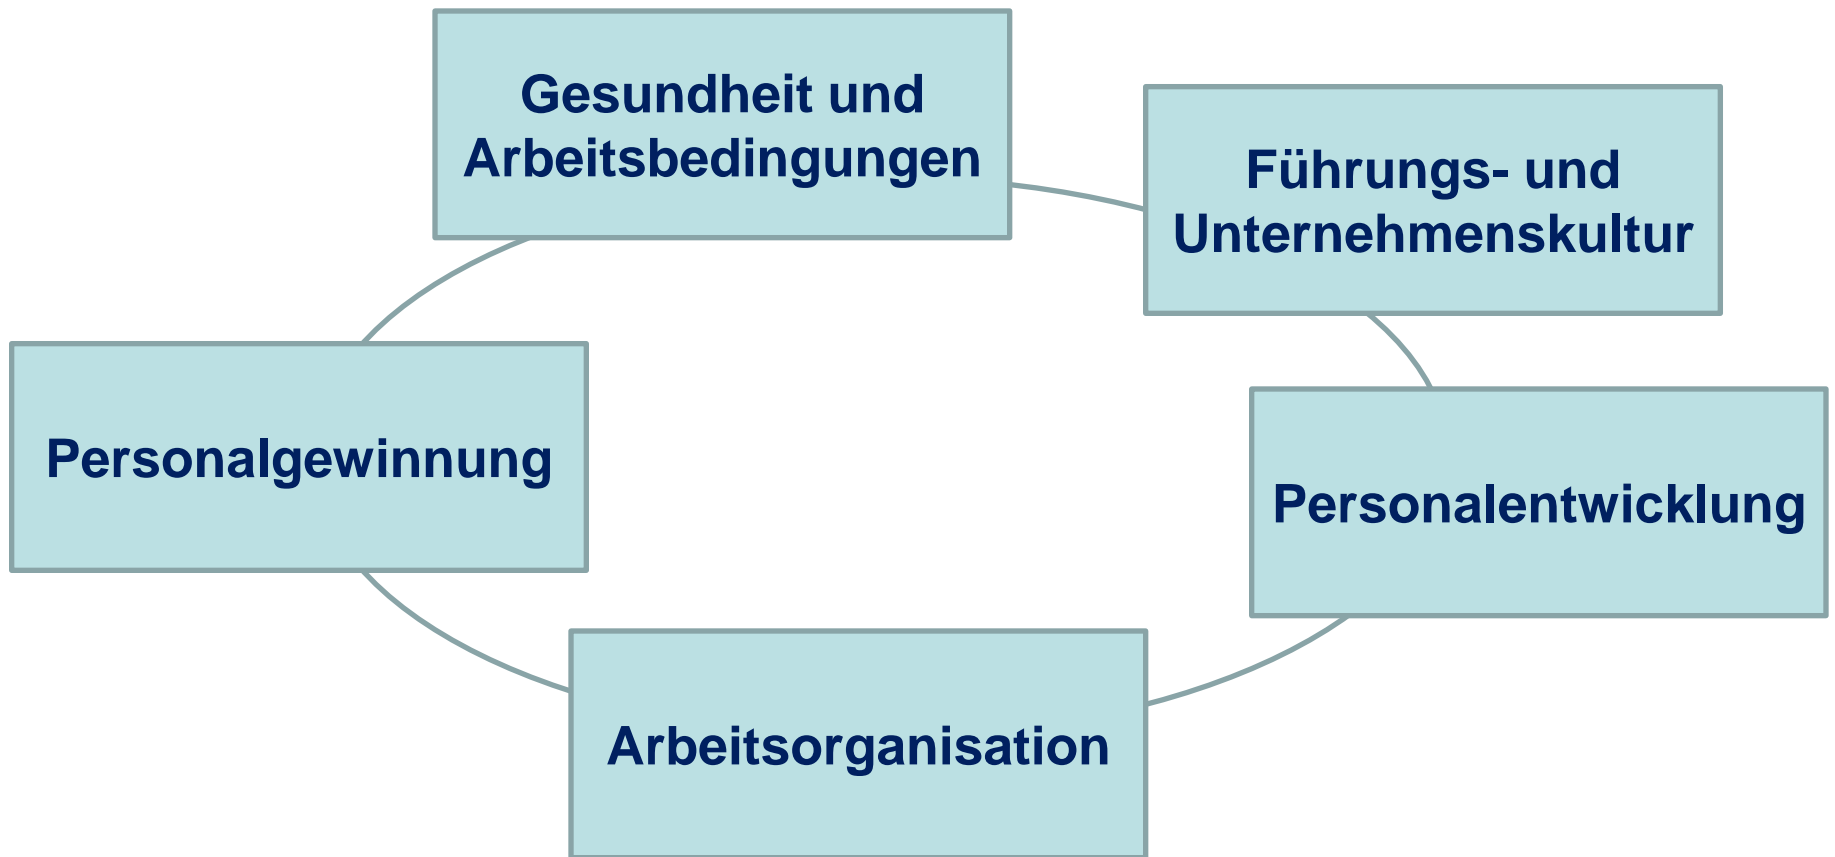 Gesundheit und
Arbeitsbedingungen
Führungs- und
Unternehmenskultur
Personalgewinnung
Personalentwicklung
Arbeitsorganisation